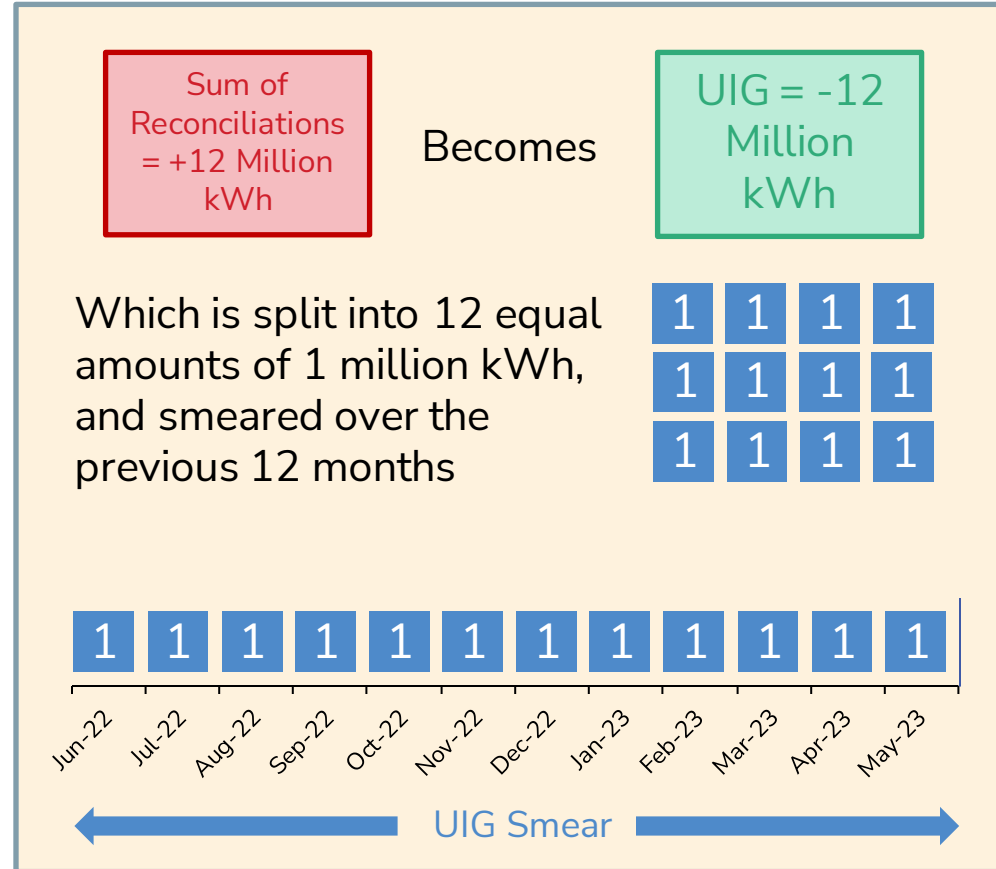 Sum of
Reconciliations
= +12 Million
kWh
Becomes
UIG = -12
Million
kWh
Which is split into 12 equal
amounts of 1 million kWh,
and smeared over the
previous 12 months
1 1 1 1
1 1 1 1
1 1 1 1
1 1 1 1 1 1 1 1 1 1 1 1
Jun-22 Jul-22 Aug-22 Sep-22 Oct-22 Nov-22 Dec-22 Jan-23 Feb-23 Mar-23 Apr-23 May-23
UIG Smear